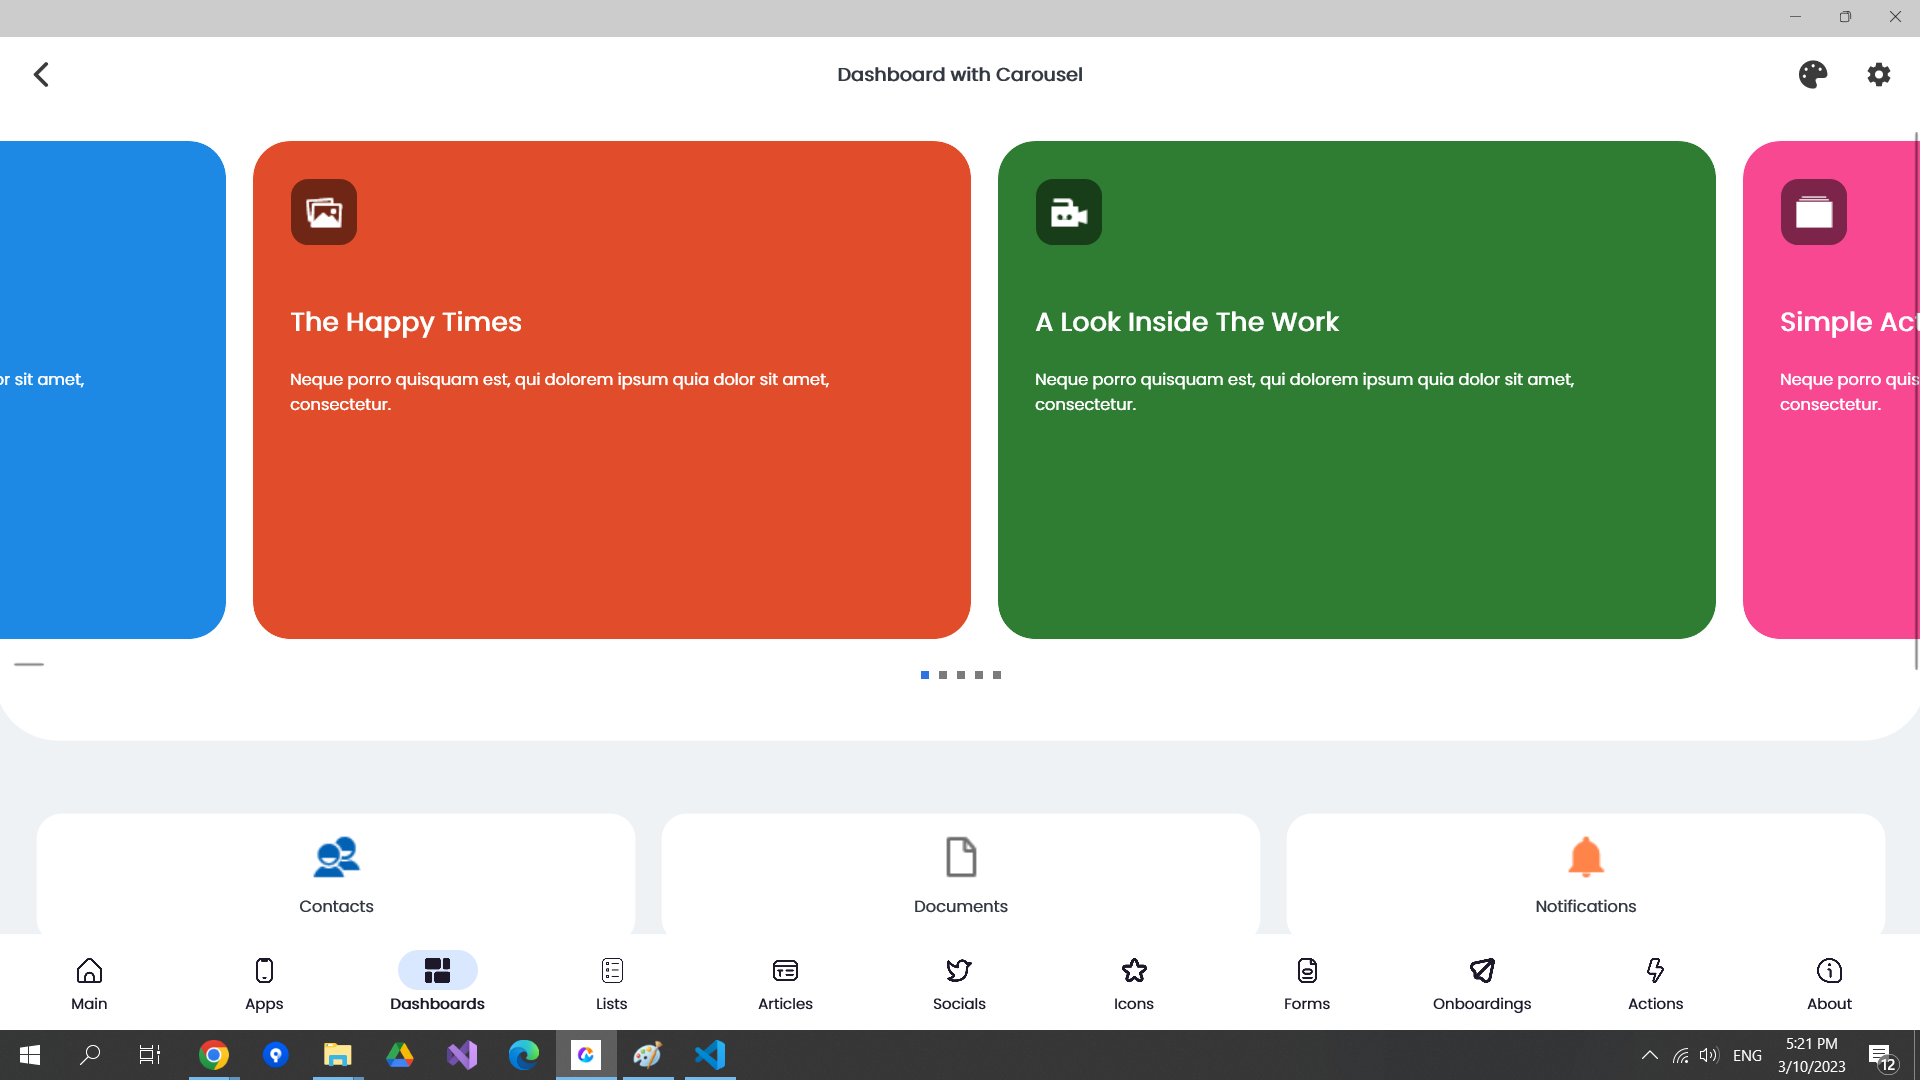 Dashboard with Carousel
The Happy Times
A Look Inside The Work
Simple Act
or sit amet,
Neque porro quisquam est, qui dolorem ipsum quia dolor sit amet,
consectetur.
Neque porro quisquam est, qui dolorem ipsum quia dolor sit amet,
consectetur.
Neque porro quis
consectetur.
Contacts
Documents
Notifications
Main
Apps
Dashboards
Lists
Articles
Socials
Icons
Forms
Onboardings
Actions
About
ENG
5:21 PM
3/10/2023
12